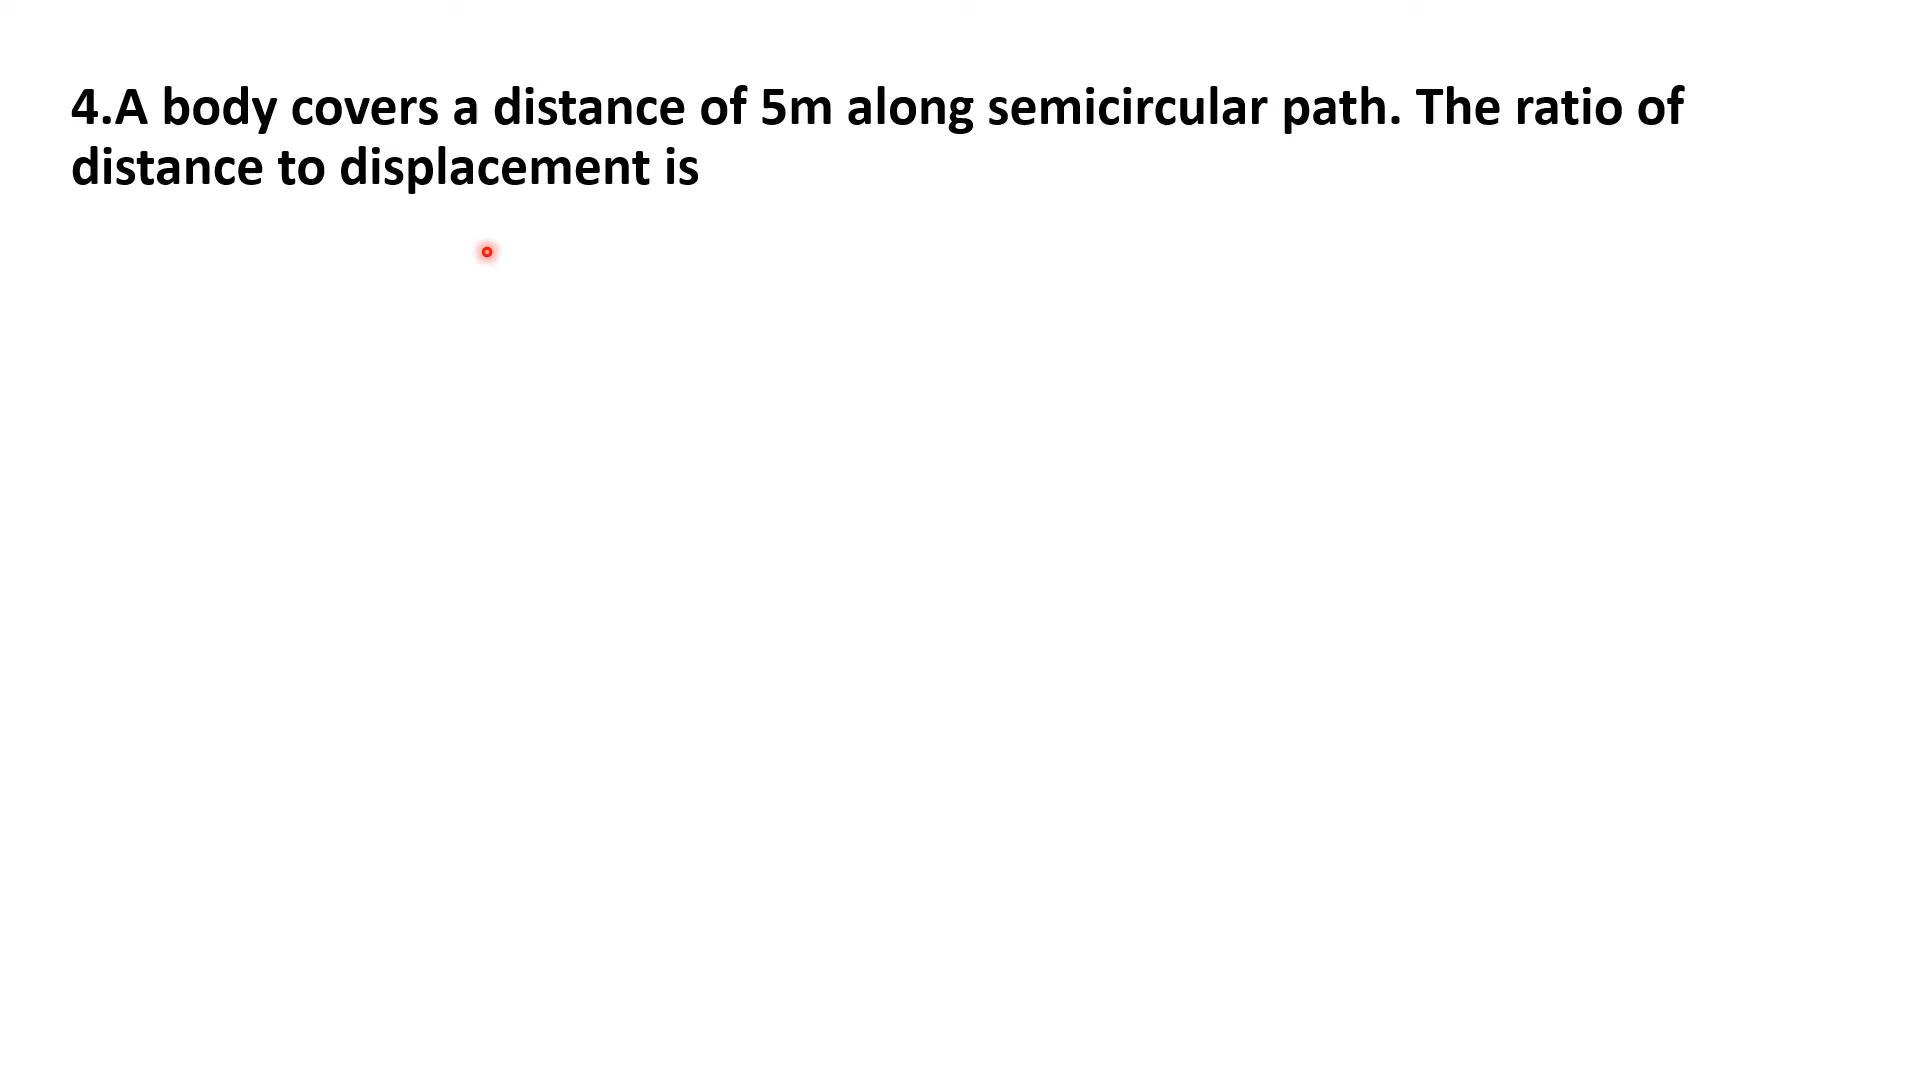 4.A body covers a distance of 5m along semicircular path. The ratio of
distance to displacement is